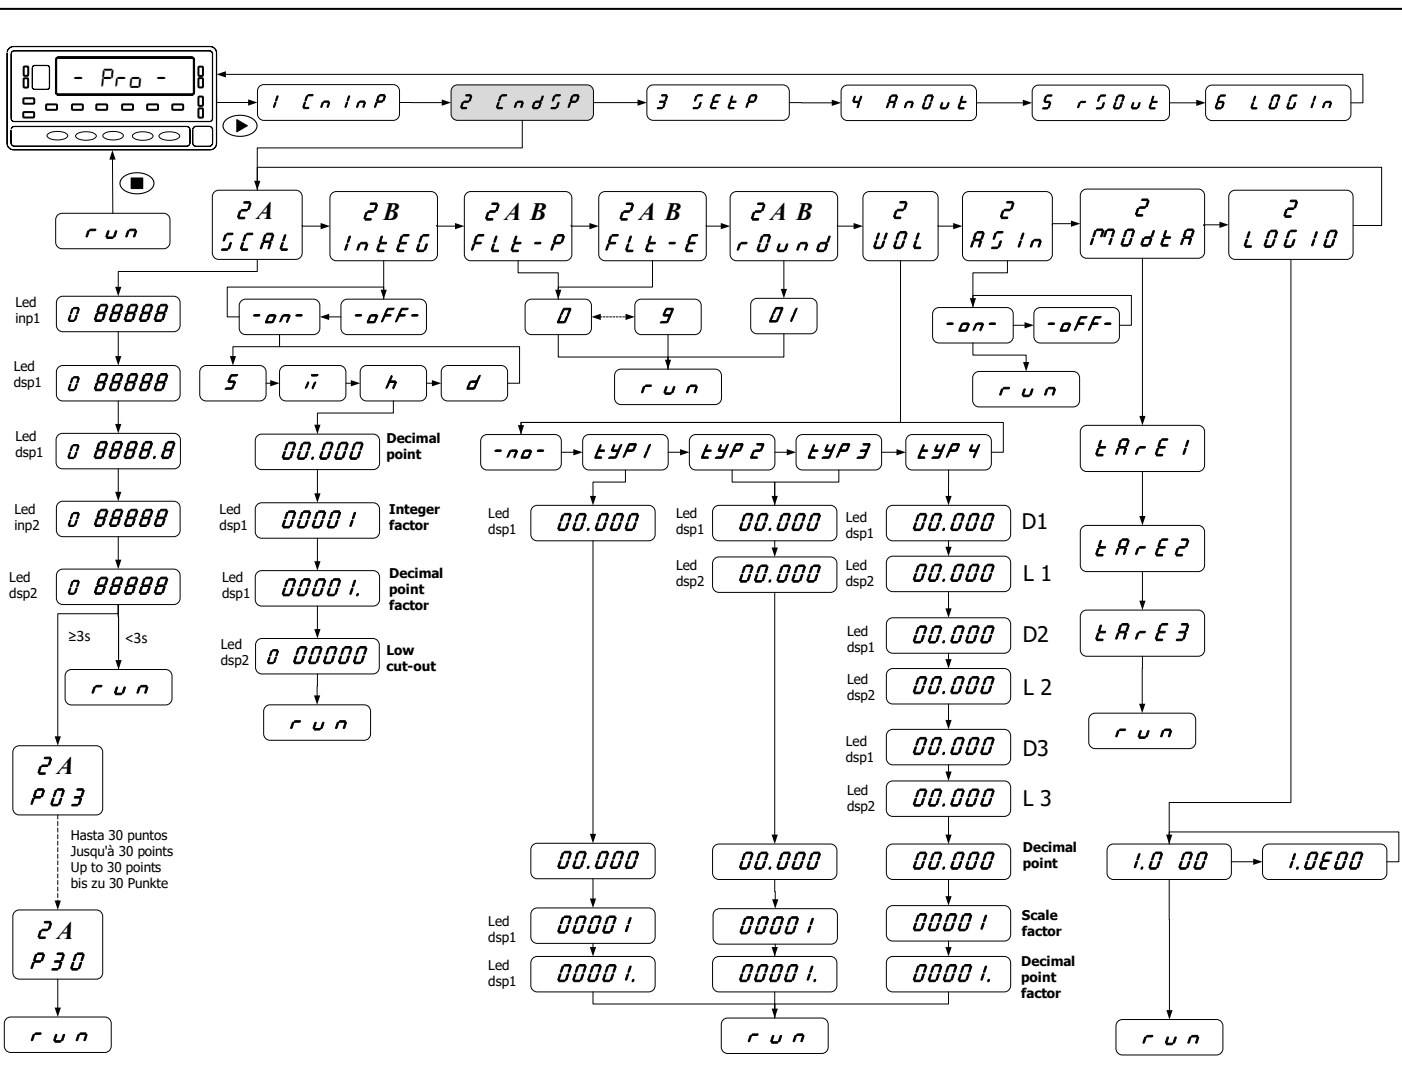 - Pro -
1 CnInP
2 CndSP
3 SEtP
4 AnOut
5 rSOut
6 LOGIn
run
2 A
SCAL
2 B
IntEG
2 A B
FLt-P
2 A B
FLt-E
2 A B
rOund
2
VOL
2
ASIn
2
MOdtA
2
LOG10
Led
inp1
0 88888
Led
dsp1
0 88888
Led
dsp1
0 8888.8
Led
inp2
0 88888
Led
dsp2
0 88888
≥3s
<3s
run
2 A
P03
Hasta 30 puntos
Jusqu'à 30 points
Up to 30 points
bis zu 30 Punkte
2 A
P30
run
-on-
-oFF-
S
h
d
00.000
Decimal
point
Led
dsp1
00001
Integer
factor
Led
dsp1
00001.
Decimal
point
factor
Led
dsp2
0 00000
Low
cut-out
run
0
9
01
run
-no-
tYP1
tYP2
tYP3
tYP4
Led
dsp1
00.000
00.000
Led
dsp1
00001
Led
dsp1
00001.
Led
dsp1
00.000
Led
dsp2
00.000
00.000
00001
00001.
run
Led
dsp1
00.000
D1
Led
dsp2
00.000
L 1
Led
dsp1
00.000
D2
Led
dsp2
00.000
L 2
Led
dsp1
00.000
D3
Led
dsp2
00.000
L 3
00.000
Decimal
point
00001
Scale
factor
00001.
Decimal
point
factor
-on-
-oFF-
run
tArE1
tArE2
tArE3
run
1.0 00
1.0E00
run